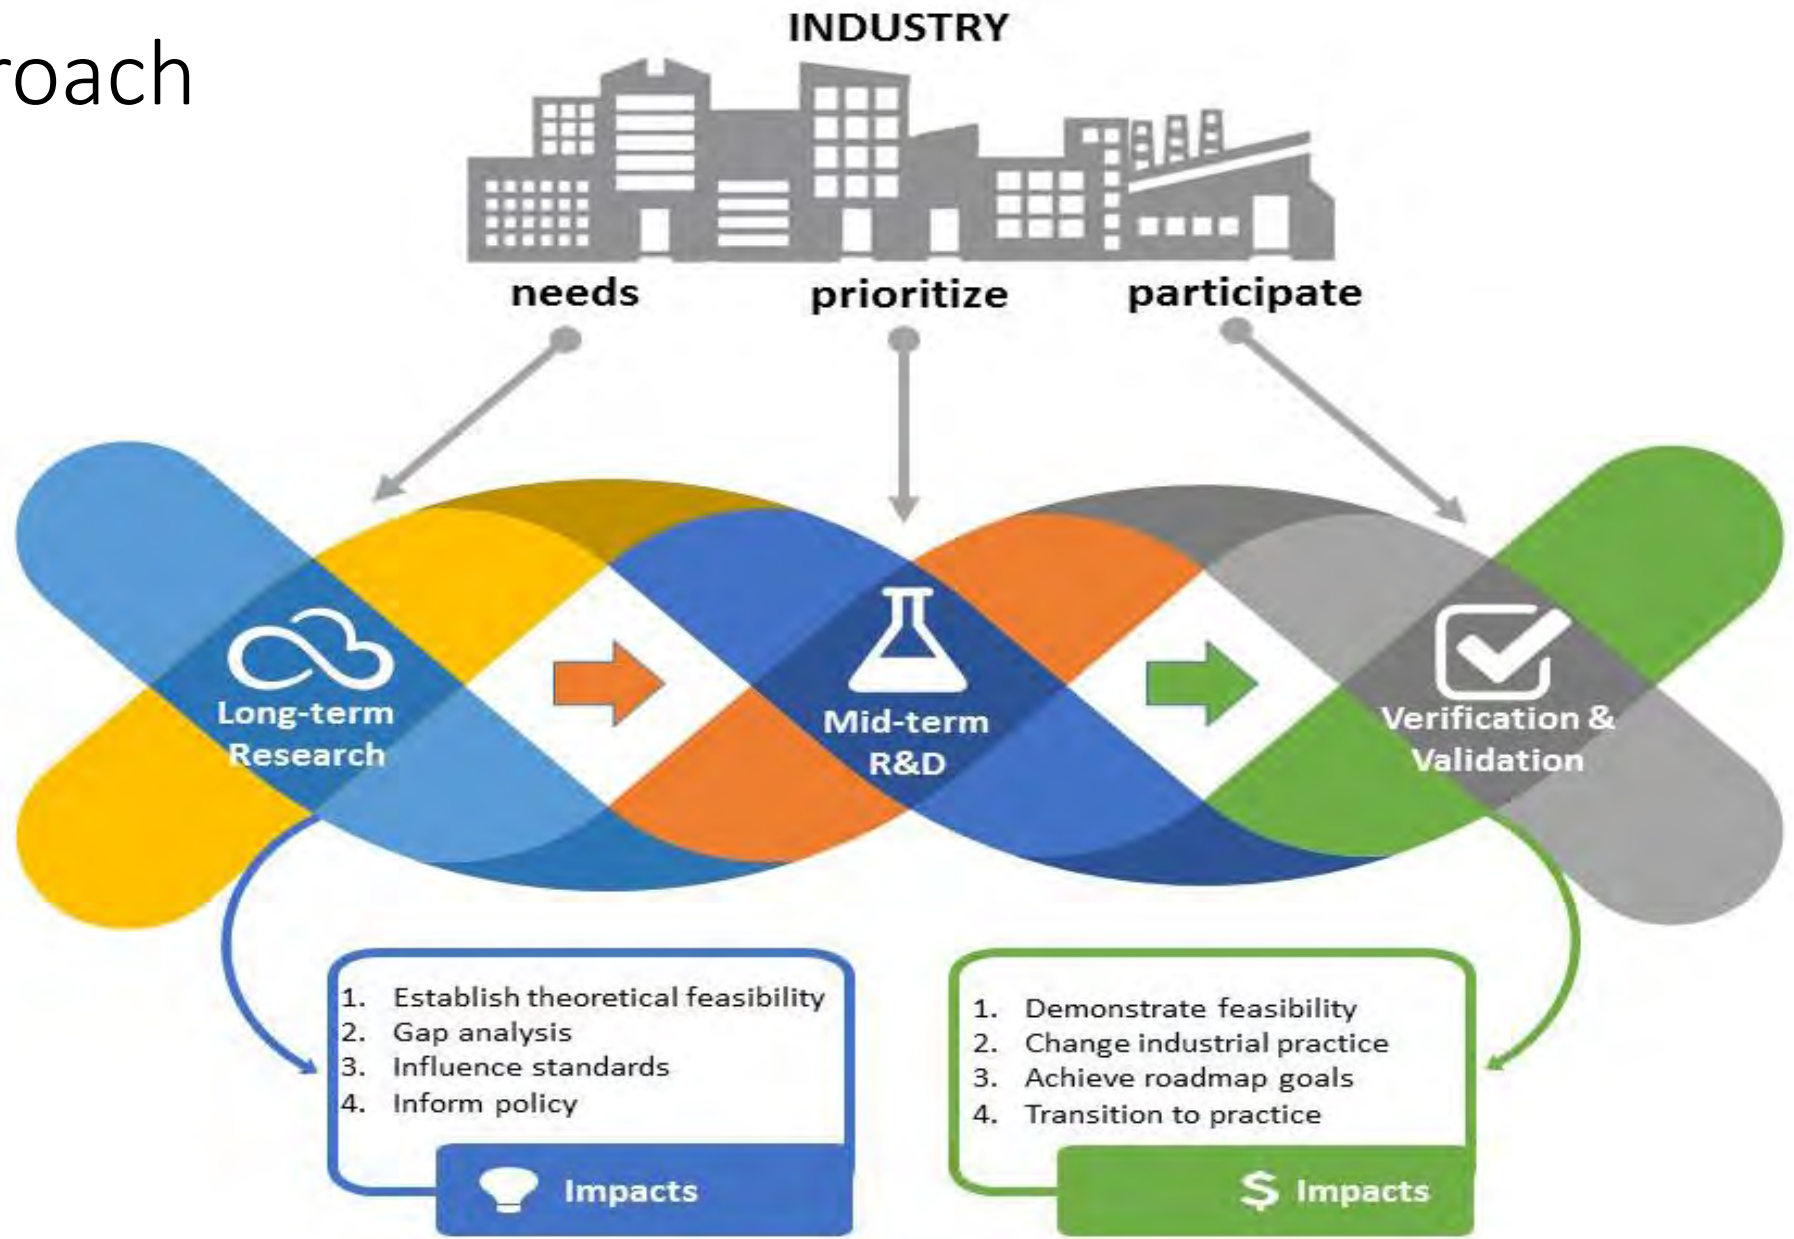 roach
INDUSTRY
needs prioritize participate
Long-term
Research
Mid-term
R&D
Verification &
Validation
1. Establish theoretical feasibility
2. Gap analysis
3. Influence standards
4. Inform policy
Impacts
1. Demonstrate feasibility
2. Change industrial practice
3. Achieve roadmap goals
4. Transition to practice
$ Impacts